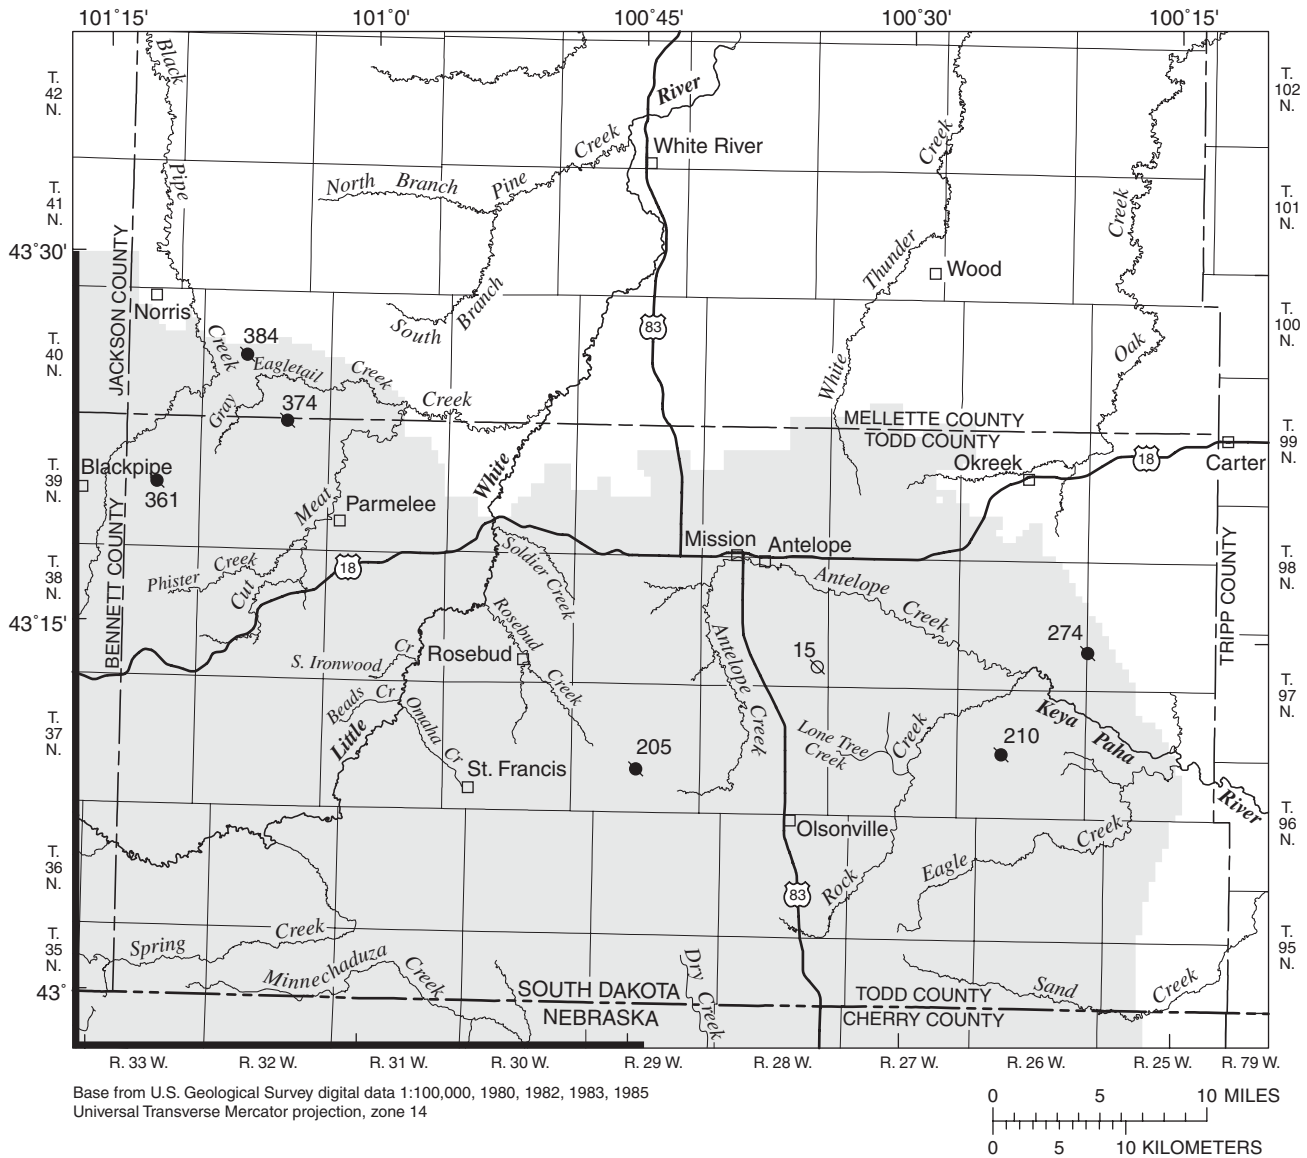 101°15'
101°0'
100°45'
100°30'
100°15'
T.
42
N.
T.
41
N.
43°30'
T.
40
N.
T.
39
N.
T.
38
N.
43°15'
T.
37
N.
T.
36
N.
T.
35
N.
43°
T.
102
N.
T.
101
N.
T.
100
N.
T.
99
N.
T.
98
N.
T.
97
N.
T.
96
N.
T.
95
N.
Black
Pipe
Creek
River
White River
Creek
Pine
North Branch
South
Branch
Creek
Thunder
White
Wood
Creek
Oak
JACKSON COUNTY
Norris
384
Eagletail
Creek
Creek
Gray
374
83
MELLETTE COUNTY
TODD COUNTY
Okreek
18
Carter
Blackpipe
361
Meat
Parmelee
White
BENNETT COUNTY
Phister
Creek
Cut
18
Mission
Antelope
Soldier Creek
Antelope
Creek
TRIPP COUNTY
274
Rosebud
Creek
Rosebud
S. Ironwood
Cr
Beads Cr
Omaha Cr
Little
Antelope
Creek
15
Keya
Paha
River
210
Lone Tree
Creek
Creek
205
St. Francis
Olsonville
Creek
Eagle
83
Rock
Spring
Creek
Minnechaduza
Creek
Dry Creek
Sand
Creek
SOUTH DAKOTA
NEBRASKA
TODD COUNTY
CHERRY COUNTY
R. 33 W.
R. 32 W.
R. 31 W.
R. 30 W.
R. 29 W.
R. 28 W.
R. 27 W.
R. 26 W.
R. 25 W.
R. 79 W.
Base from U.S. Geological Survey digital data 1:100,000, 1980, 1982, 1983, 1985
Universal Transverse Mercator projection, zone 14
0 5 10 MILES
0 5 10 KILOMETERS